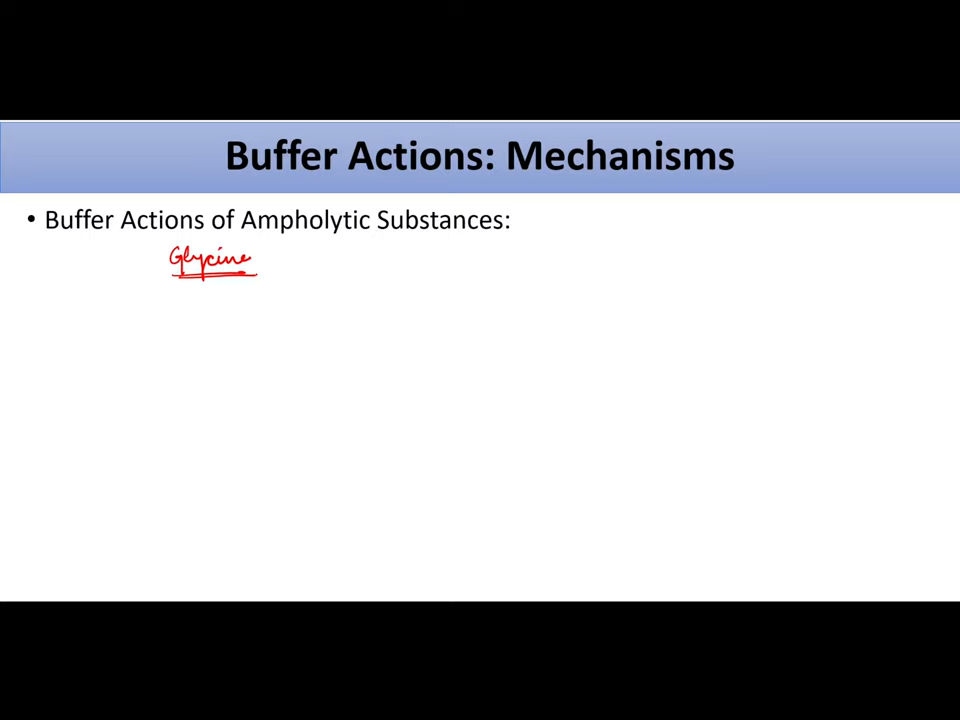 Buffer Actions: Mechanisms
• Buffer Actions of Ampholytic Substances:
Glycine